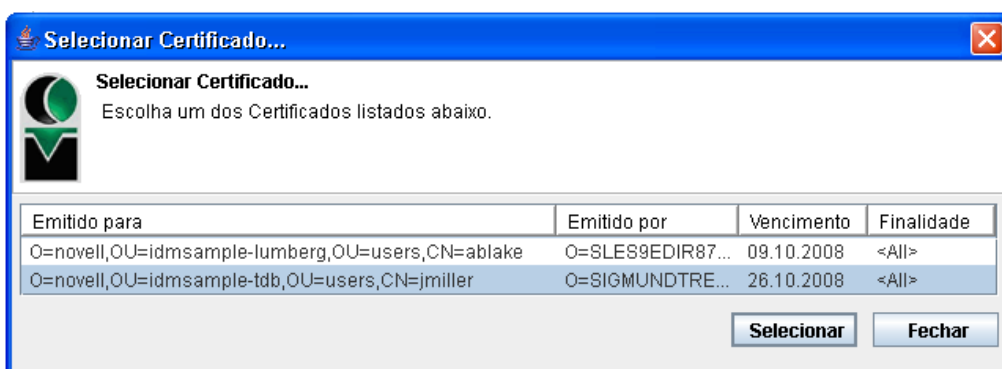 Selecionar Certificado...
Selecionar Certificado...
Escolha um dos Certificados listados abaixo.
Emitido para Emitido por Vencimento Finalidade
O=novell,OU=idmsample-lumberg,OU=users,CN=ablake O=SLES9EDIR87... 09.10.2008 <All>
O=novell,OU=idmsample-tdb,OU=users,CN=jmiller O=SIGMUNDTRE... 26.10.2008 <All>
Selecionar Fechar